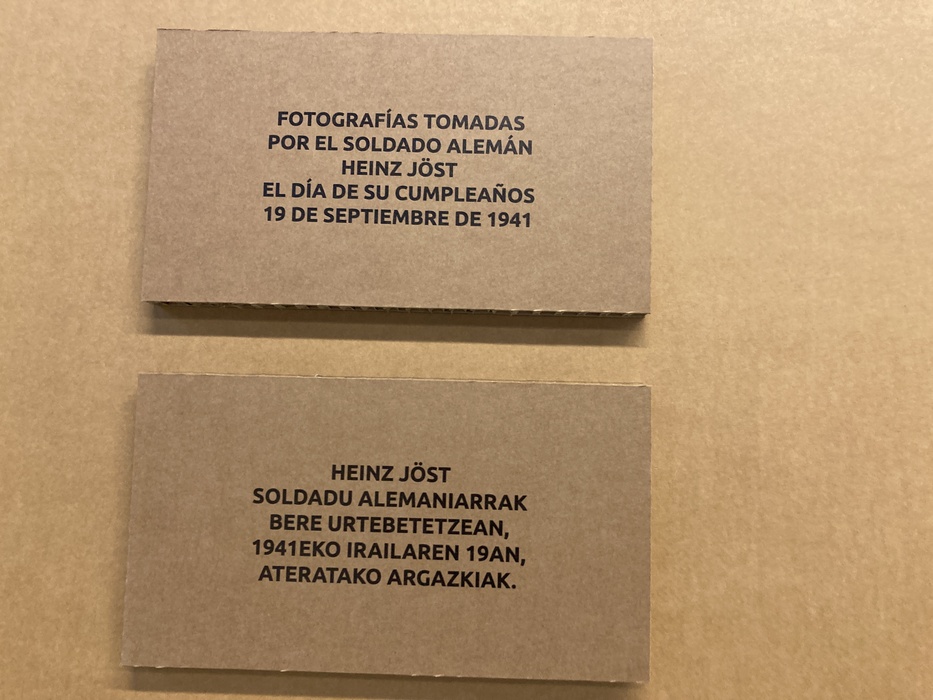 FOTOGRAFÍAS TOMADAS
POR EL SOLDADO ALEMÁN
HEINZ JÖST
EL DÍA DE SU CUMPLEAÑOS
19 DE SEPTIEMBRE DE 1941
HEINZ JÖST
SOLDADU ALEMANIARRAK
BERE URTEBETETZEAN,
1941EKO IRAILAREN 19AN,
ATERATAKO ARGAZKIAK.